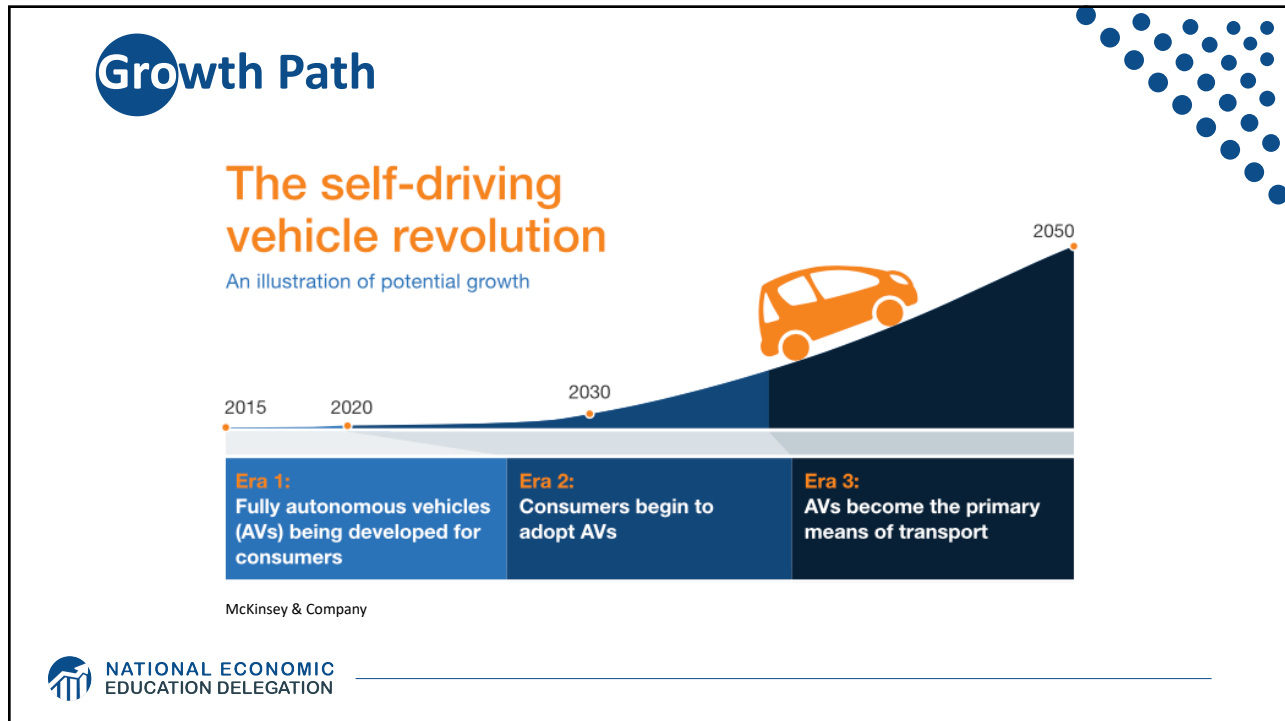 Growth Path
The self-driving
vehicle revolution
An illustration of potential growth
2015
2020
2030
2050
Era 1:
Fully autonomous vehicles
(AVs) being developed for
consumers
Era 2:
Consumers begin to
adopt AVs
Era 3:
AVs become the primary
means of transport
McKinsey & Company
NATIONAL ECONOMIC
EDUCATION DELEGATION